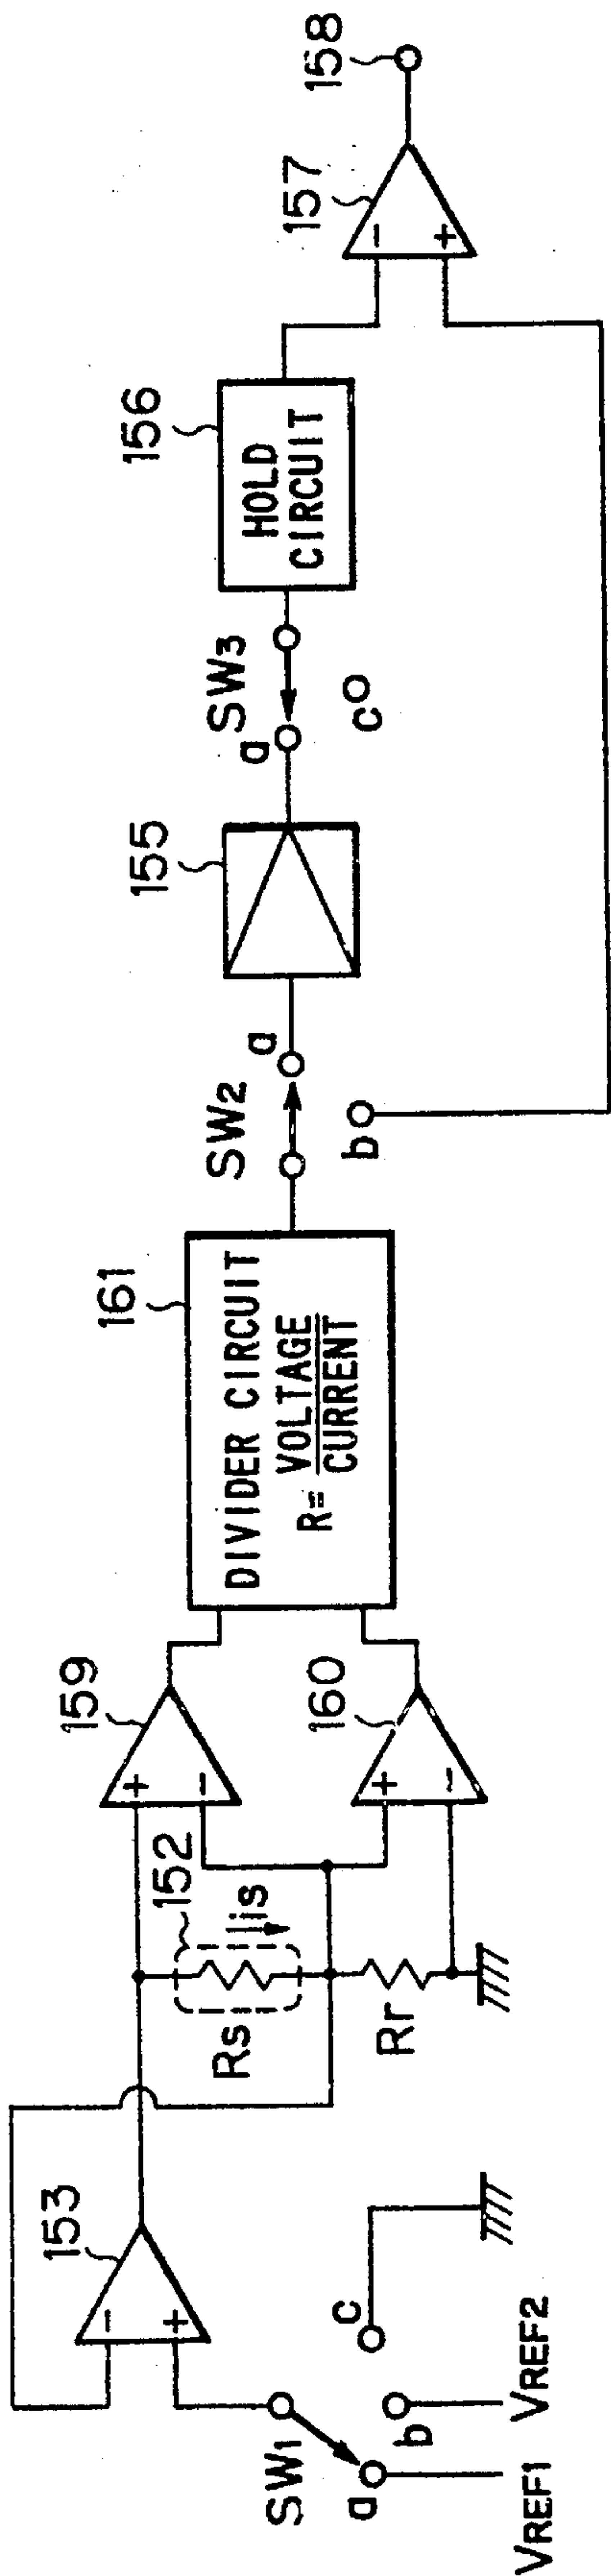 153
SW1
a
b
c
VREF1
VREF2
152
Rs
is
Rr
159
160
161
DIVIDER CIRCUIT
R= VOLTAGE
CURRENT
SW2
a
b
155
SW3
a
c
156
HOLD
CIRCUIT
157
158
-
+
+
-
+
-
-
+